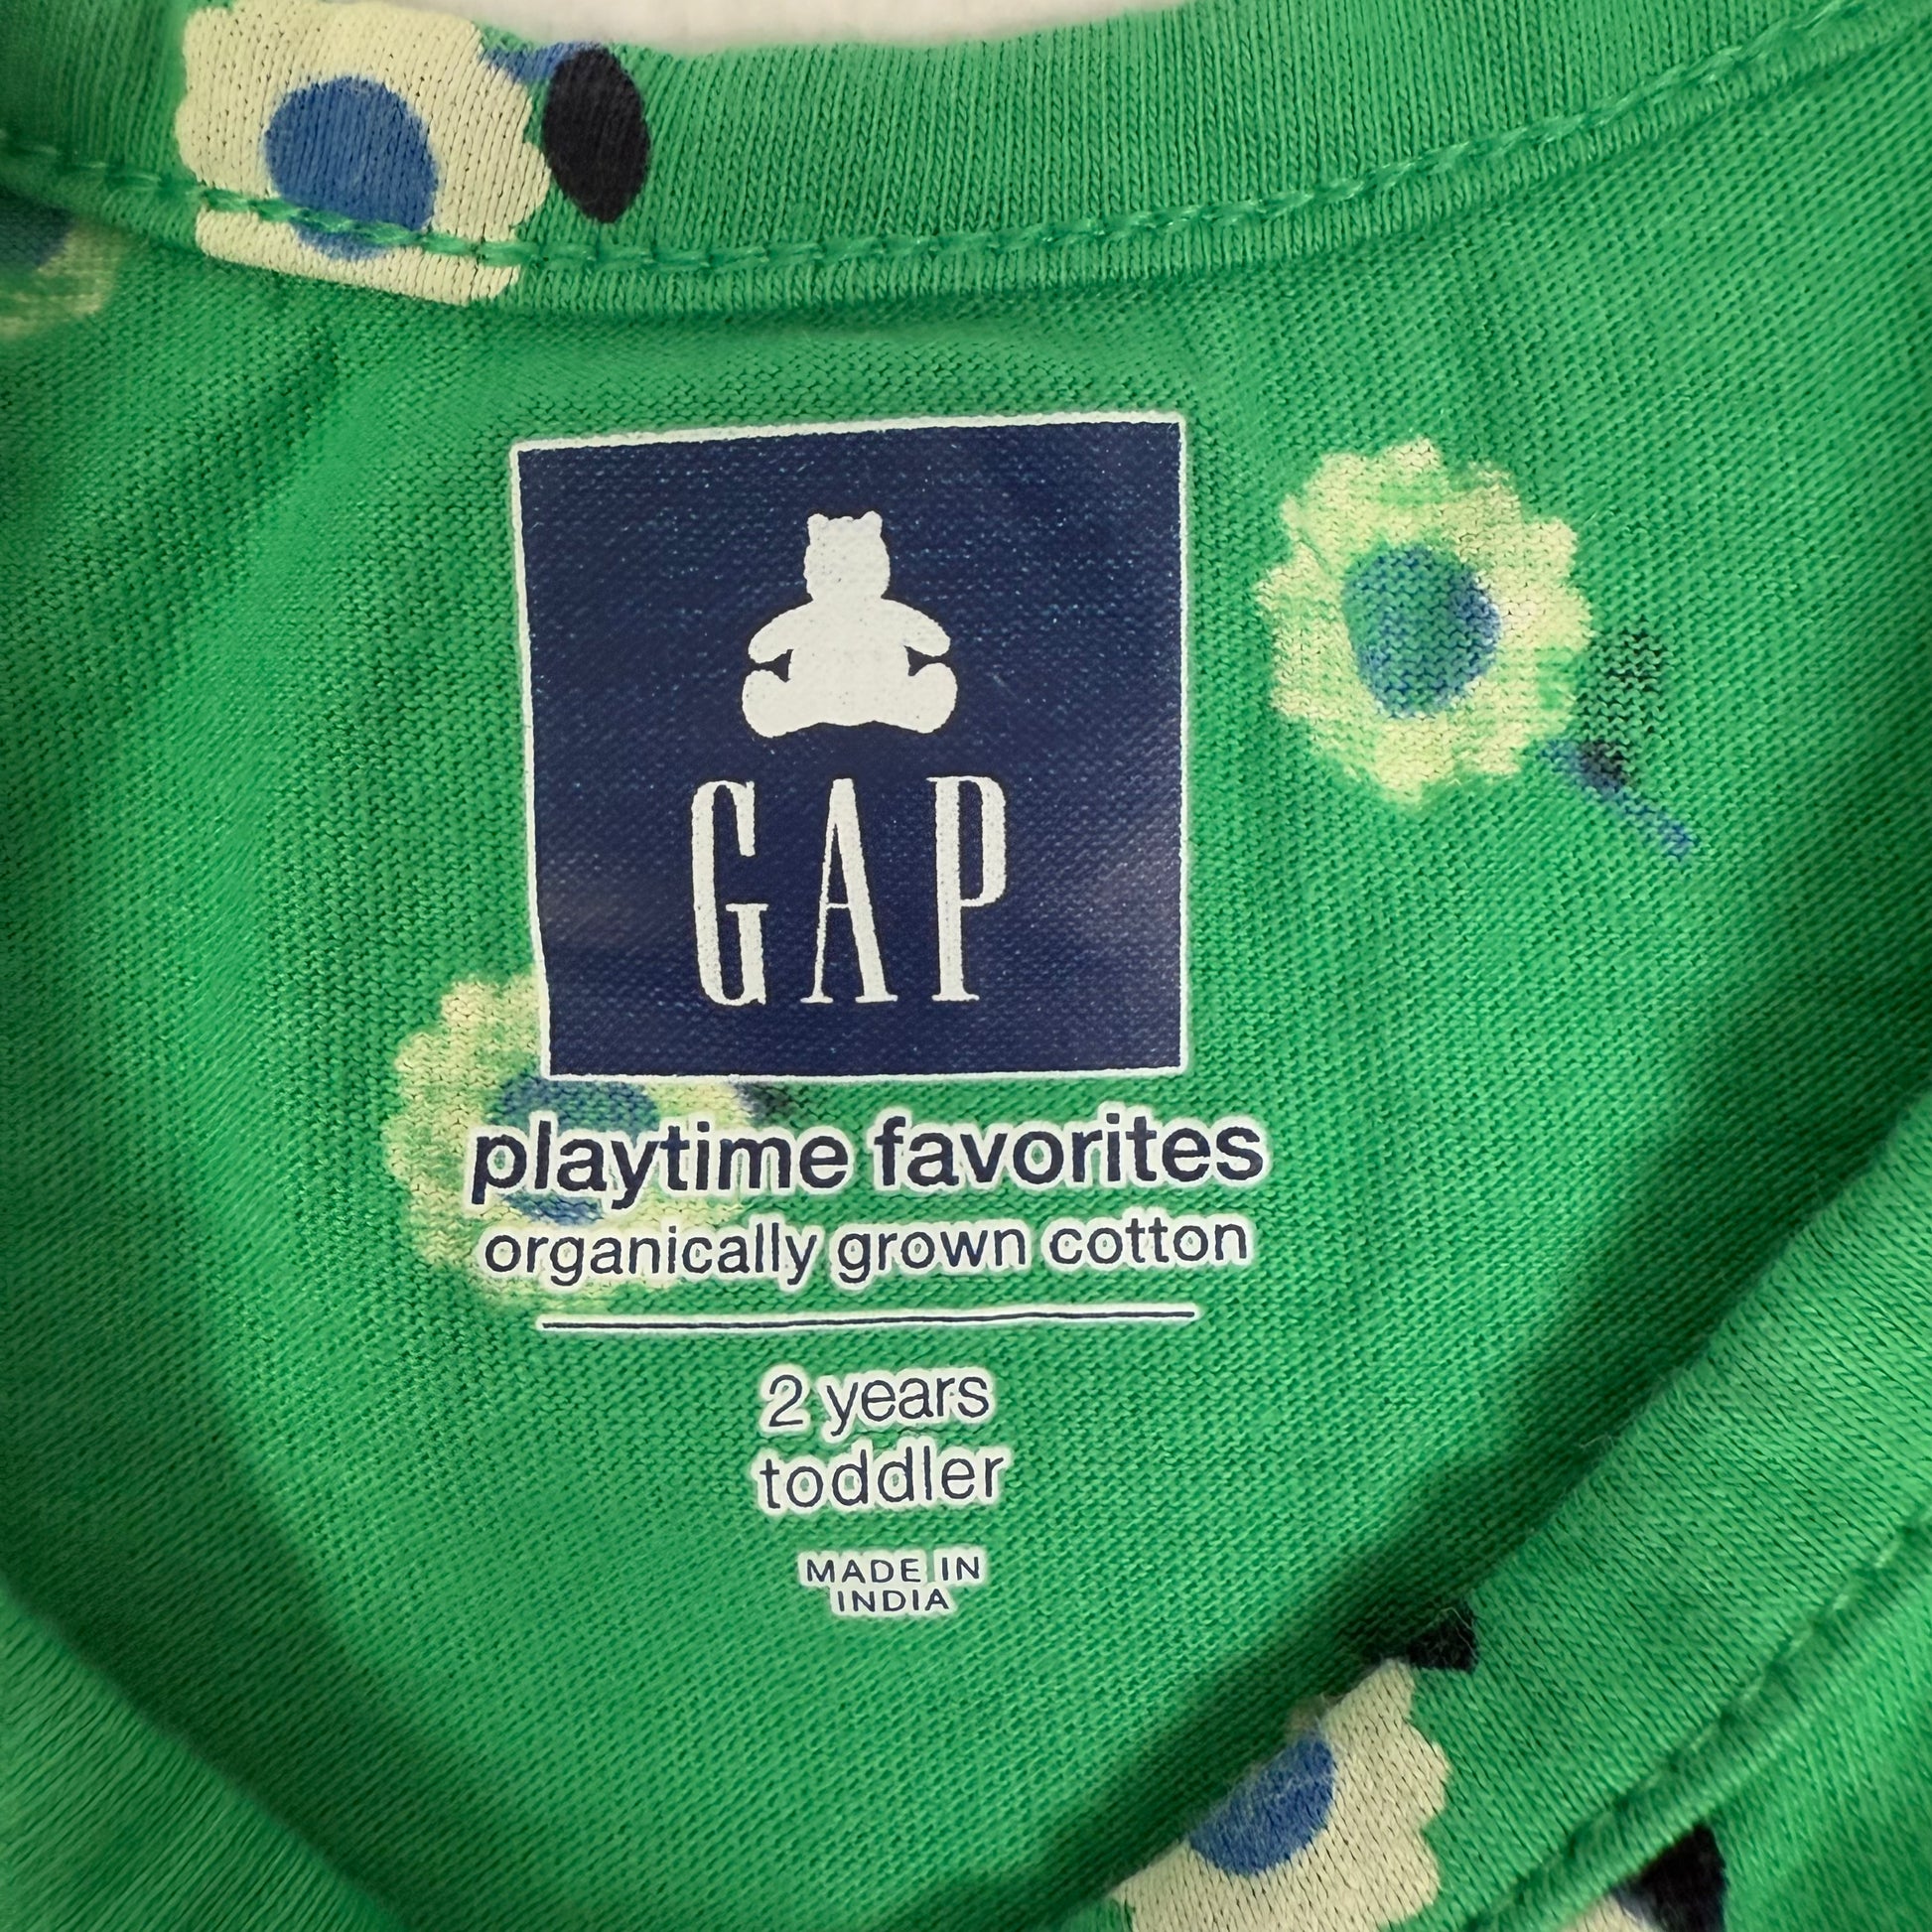 GAP
playtime favorites
organically grown cotton
2 years
toddler
MADE IN
INDIA